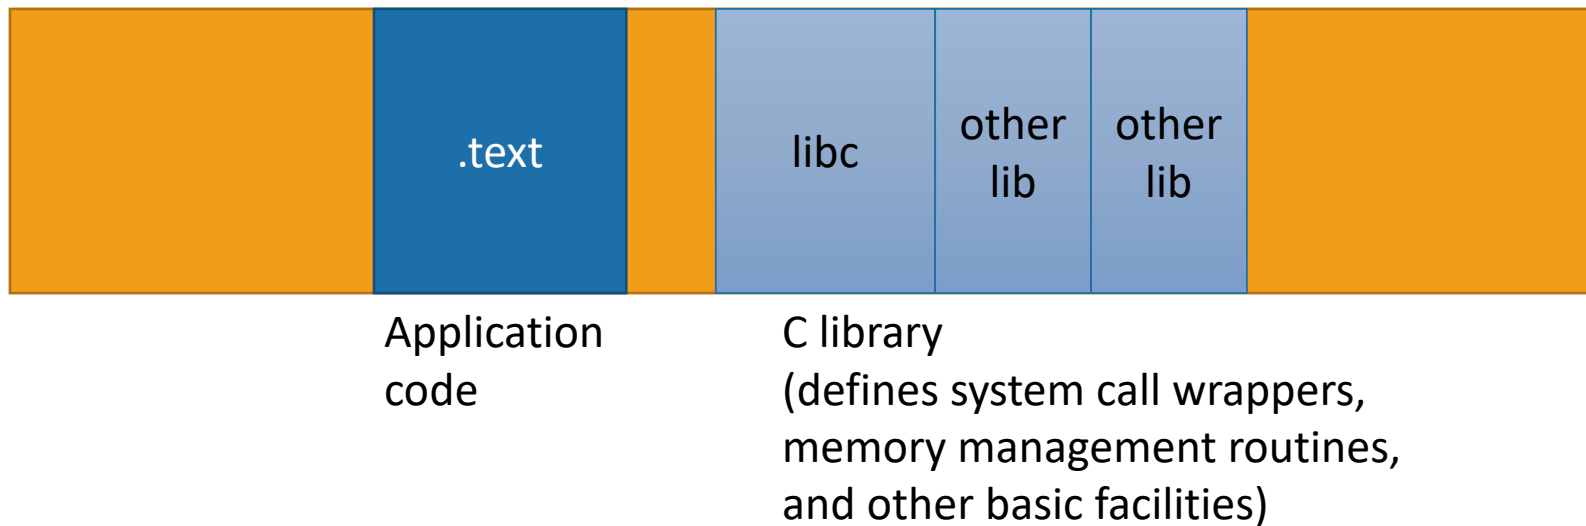 .text
libc
other
lib
other
lib
Application
code
C library
(defines system call wrappers,
memory management routines,
and other basic facilities)